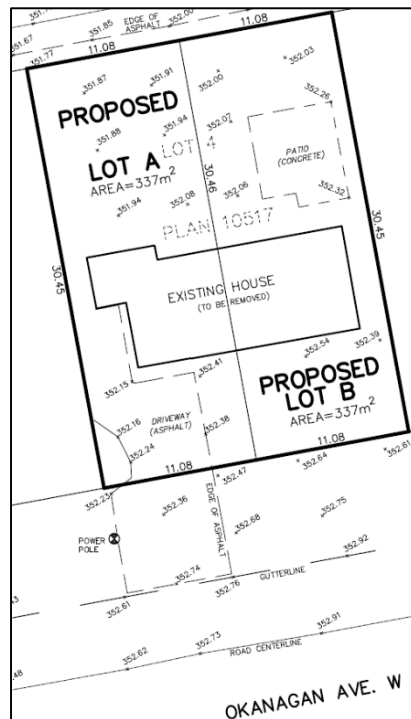 EDGE OF ASPHALT
352.00
351.85
351.67
351.77
11.08
352.03
351.91
352.00
351.87
352.26
PROPOSED
352.07
351.94
351.88
LOT 4
PATIO
(CONCRETE)
LOT A
AREA=337m²
30.46
352.06
352.32
352.08
351.94
PLAN 10517
30.45
30.45
EXISTING HOUSE
(TO BE REMOVED)
352.39
352.54
352.41
352.15
PROPOSED
LOT B
AREA=337m²
DRIVEWAY
(ASPHALT)
352.38
352.16
352.24
11.08
11.08
352.61
352.64
352.47
352.23
352.36
EDGE OF ASPHALT
352.75
352.68
POWER
POLE
352.92
352.74
GUTTERLINE
352.76
352.61
352.91
352.73
ROAD CENTERLINE
352.62
OKANAGAN AVE. W